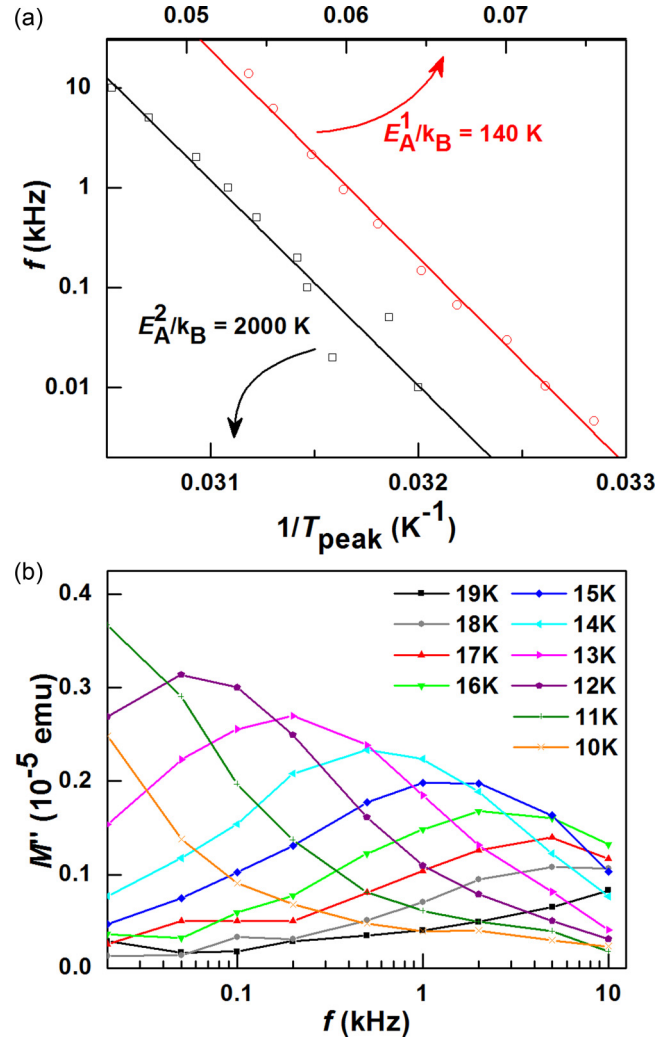 (a)
0.05 0.06 0.07
10
1
0.1
0.01
f (kHz)
E_A^1/k_B = 140 K
E_A^2/k_B = 2000 K
0.031 0.032 0.033
1/T_peak (K^-1)
(b)
0.4
0.3
0.2
0.1
0.0
M'' (10^-5 emu)
19K 15K
18K 14K
17K 13K
16K 12K
11K
10K
0.1 1 10
f (kHz)